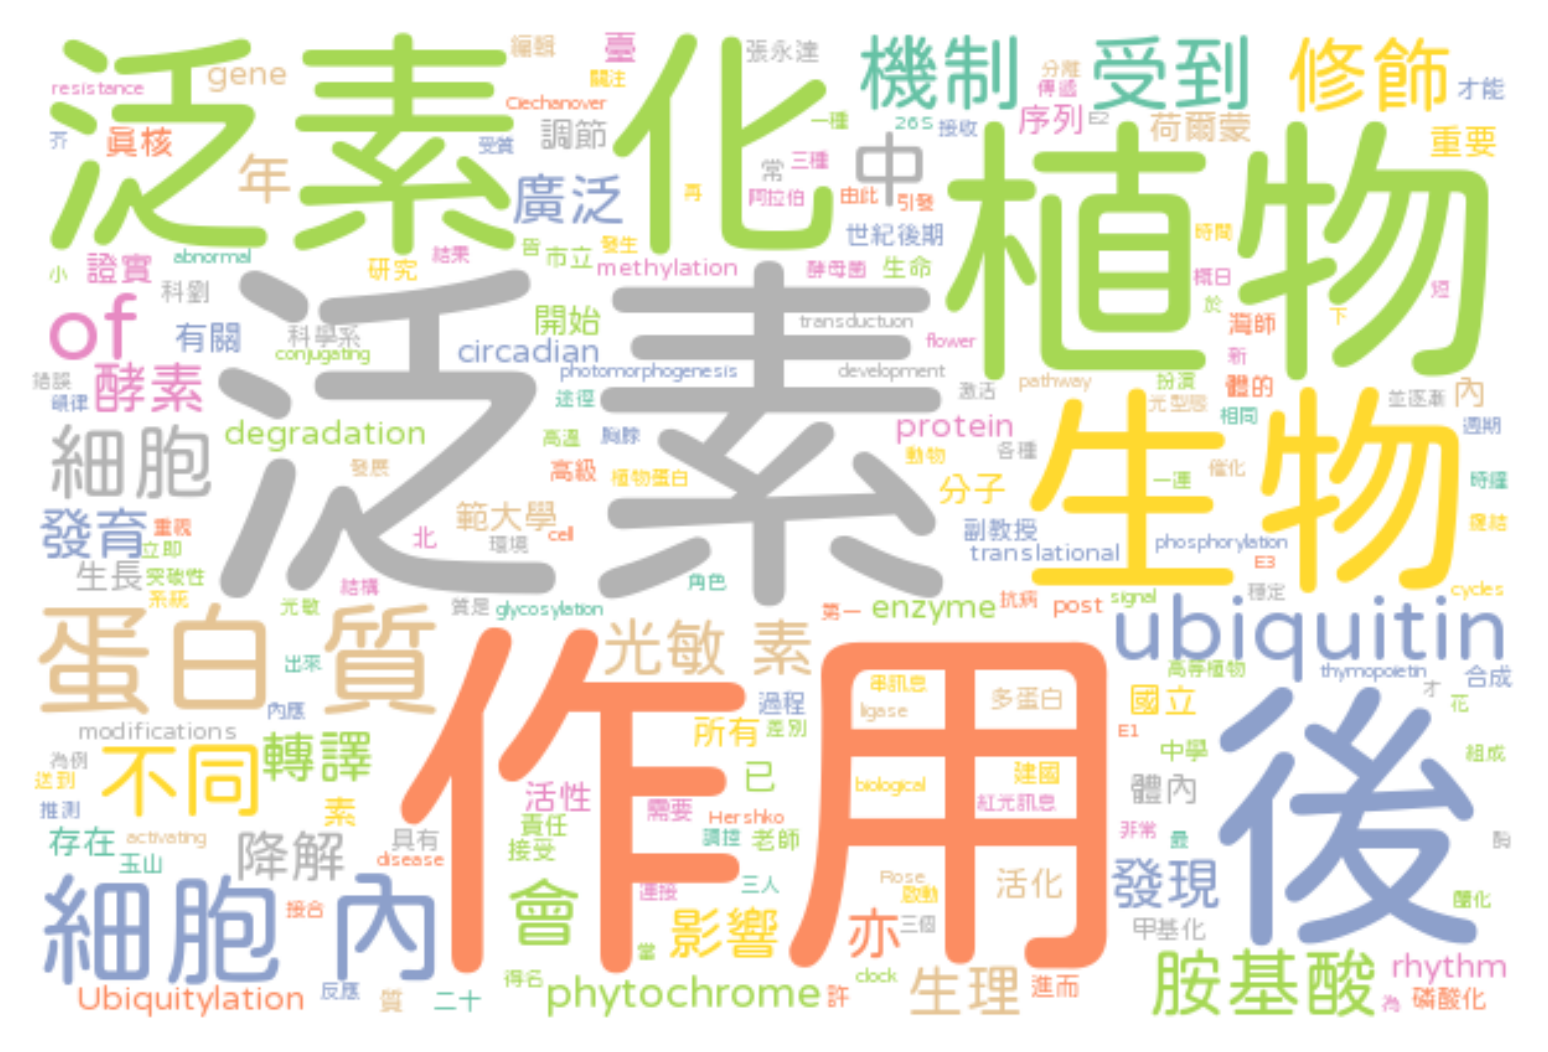 泛素化
植物
泛素
生物
作用
後
蛋白質
細胞內
ubiquitin
機制
受到
修飾
不同
胺基酸
細胞
of
酵素
發育
光敏 素
轉譯
降解
會
影響
亦
phytochrome
生理
發現
廣泛
中
年
resistance
gene
編輯
臺
關注
Ciechanover
張永達
分離
傳遞
才能
芥
真核
受質
調節
一種
26S
接收
序列
E2
荷爾蒙
重要
常
三種
再
阿拉伯
由此
引發
世紀後期
時間
小
證實
abnormal
研究
結果
皆
市立
發生
methylation
酵母菌
生命
概日
短
科劉
有關
科學系
conjugating
開始
circadian
transductuon
flower
於
灣師
下
新
錯誤
photomorphogenesis
development
途徑
激活
pathway
扮演
光型態
體的
相同
並逐漸
內
週期
degradation
高溫
胸腺
protein
動物
各種
發展
高級
植物蛋白
分子
一連
催化
時鐘
重視
立即
北
範大學
環境
cell
副教授
translational
phosphorylation
凝結
E3
生長
突破性
系統
結構
光敏
質是
glycosylation
角色
第一
enzyme
抗病
post
signal
穩定
cycles
出來
內應
過程
串訊息
ligase
多蛋白
國立
高等植物
thymopoietin
合成
才
花
modifications
為例
送到
推測
素
所有
差別
已
biological
建國
紅光訊息
E1
中學
體內
組成
活性
責任
接受
需要
Hershko
調控
老師
非常
最
存在
activating
玉山
具有
disease
連接
三人
Rose
啟動
三個
活化
甲基化
接合
當
clock
rhythm
Ubiquitylation
反應
質
二十
得名
許
進而
為
磷酸化